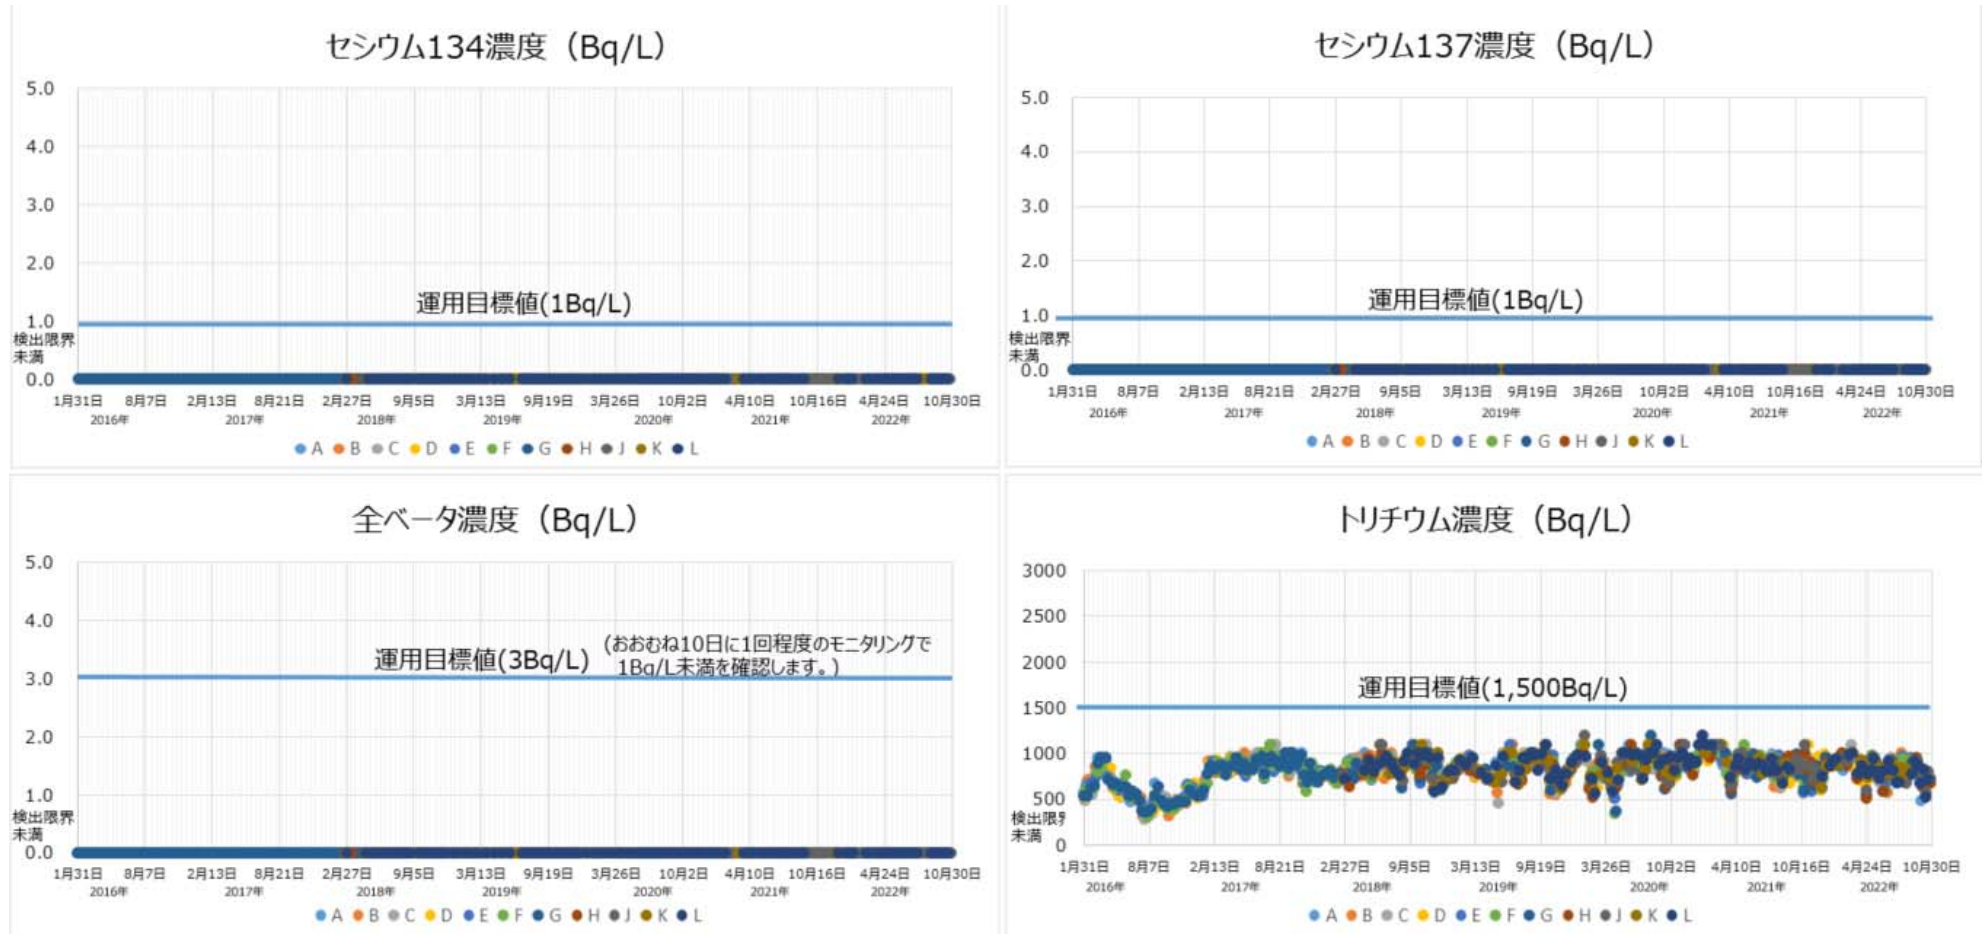 セシウム134濃度（Bq/L）
5.0
4.0
3.0
2.0
運用目標値(1Bq/L)
1.0
検出限界
未満
0.0
1月31日 8月7日 2月13日 8月21日 2月27日 9月5日 3月13日 9月19日 3月26日 10月2日 4月10日 10月16日 4月24日 10月30日
2016年 2017年 2018年 2019年 2020年 2021年 2022年
A B C D E F G H J K L
セシウム137濃度（Bq/L）
5.0
4.0
3.0
2.0
運用目標値(1Bq/L)
1.0
検出限界
未満
0.0
1月31日 8月7日 2月13日 8月21日 2月27日 9月5日 3月13日 9月19日 3月26日 10月2日 4月10日 10月16日 4月24日 10月30日
2016年 2017年 2018年 2019年 2020年 2021年 2022年
A B C D E F G H J K L
全ベータ濃度（Bq/L）
5.0
4.0
運用目標値(3Bq/L) (おおむね10日に1回程度のモニタリングで
1Bq/L未満を確認します。)
3.0
2.0
1.0
検出限界
未満
0.0
1月31日 8月7日 2月13日 8月21日 2月27日 9月5日 3月13日 9月19日 3月26日 10月2日 4月10日 10月16日 4月24日 10月30日
2016年 2017年 2018年 2019年 2020年 2021年 2022年
A B C D E F G H J K L
トリチウム濃度（Bq/L）
3000
2500
2000
運用目標値(1,500Bq/L)
1500
1000
500
検出限界
未満
0
1月31日 8月7日 2月13日 8月21日 2月27日 9月5日 3月13日 9月19日 3月26日 10月2日 4月10日 10月16日 4月24日 10月30日
2016年 2017年 2018年 2019年 2020年 2021年 2022年
A B C D E F G H J K L